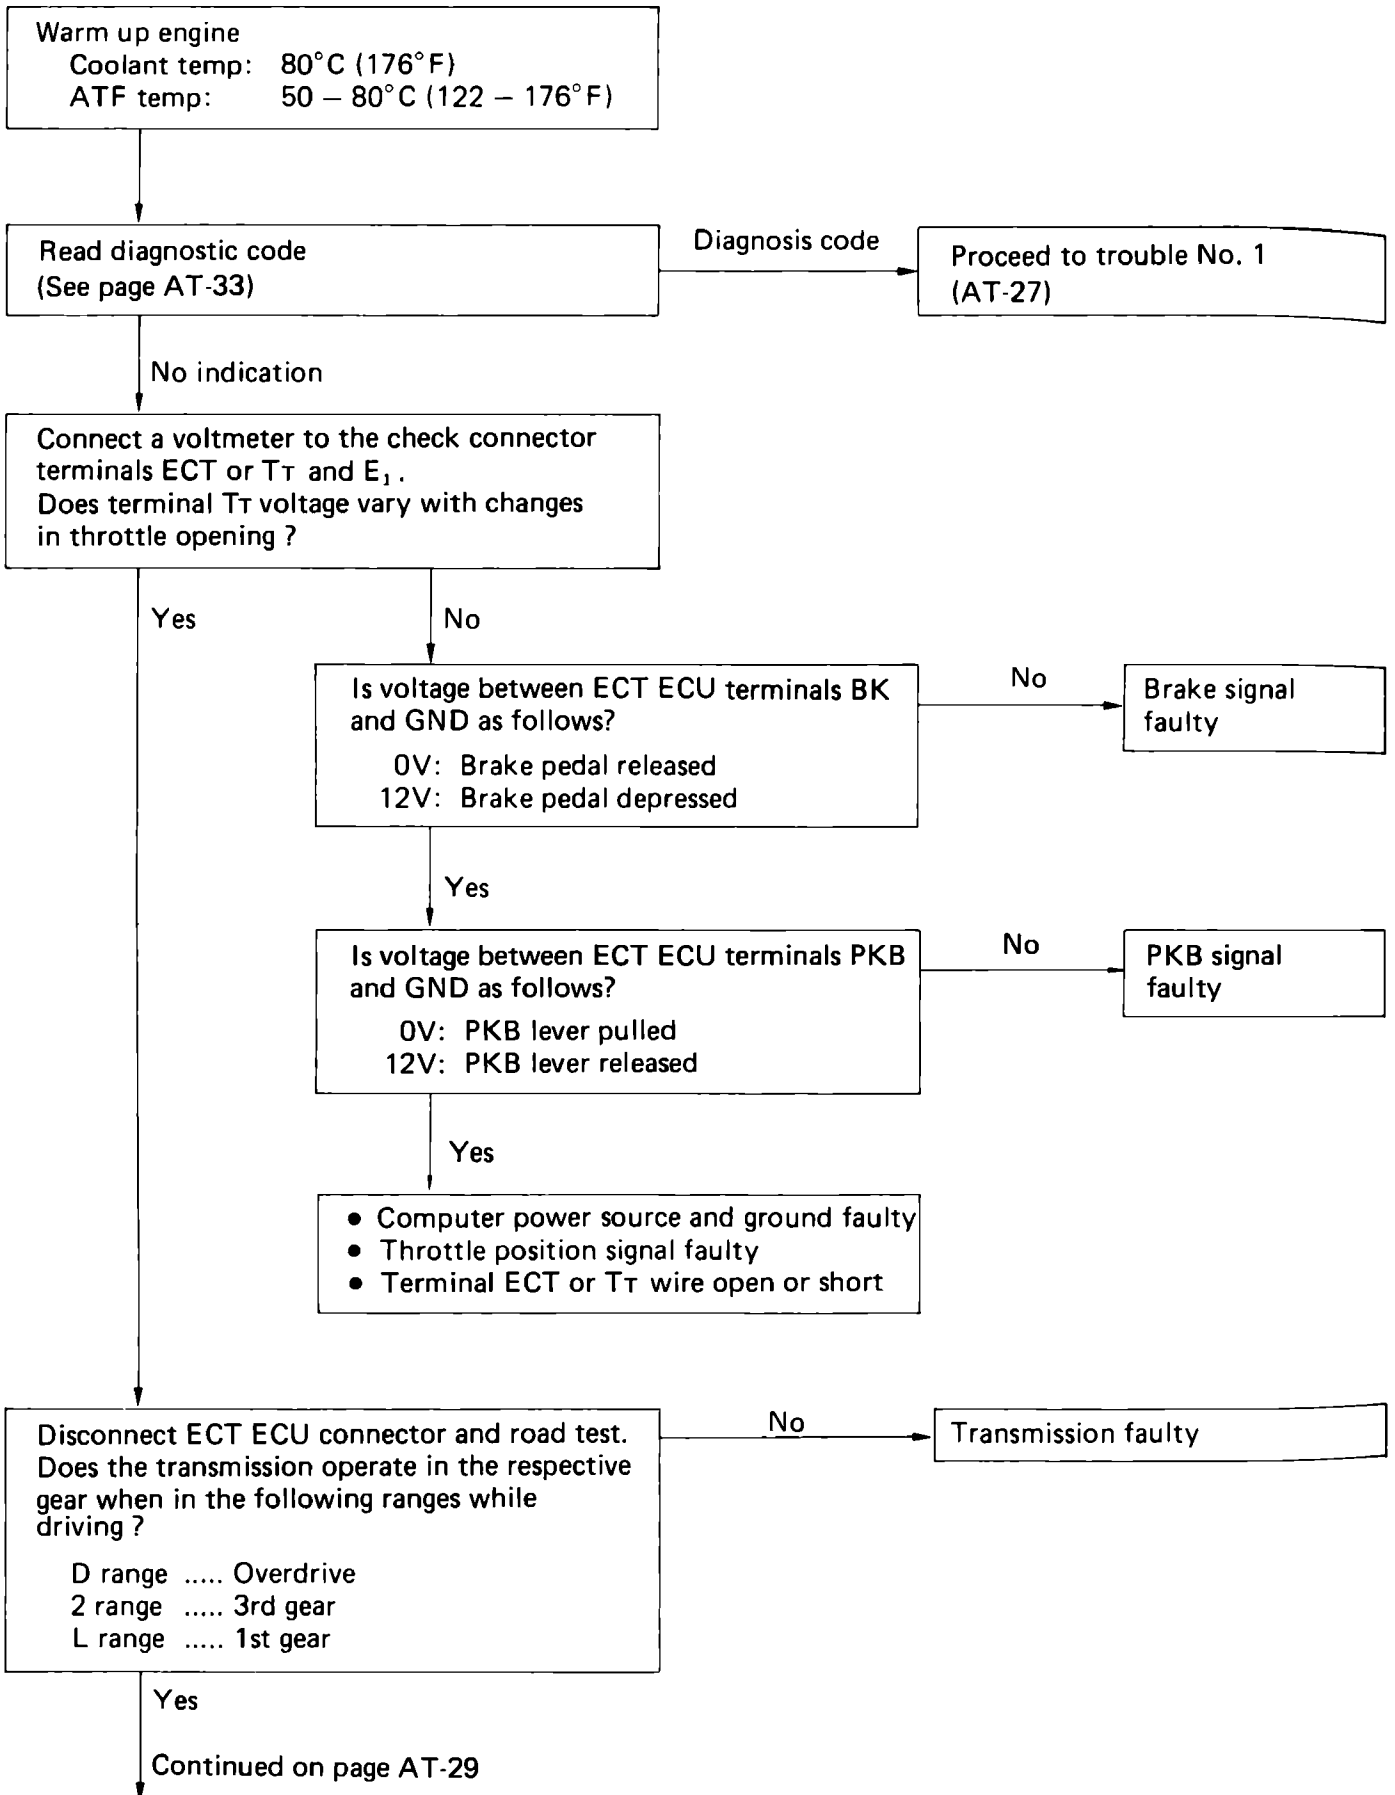 Warm up engine
Coolant temp: 80°C (176°F)
ATF temp: 50 – 80°C (122 – 176°F)
Read diagnostic code
(See page AT-33)
Diagnosis code
Proceed to trouble No. 1
(AT-27)
No indication
Connect a voltmeter to the check connector
terminals ECT or TT and E1.
Does terminal TT voltage vary with changes
in throttle opening ?
Yes
No
Is voltage between ECT ECU terminals BK
and GND as follows?
0V: Brake pedal released
12V: Brake pedal depressed
No
Brake signal
faulty
Yes
Is voltage between ECT ECU terminals PKB
and GND as follows?
0V: PKB lever pulled
12V: PKB lever released
No
PKB signal
faulty
Yes
● Computer power source and ground faulty
● Throttle position signal faulty
● Terminal ECT or TT wire open or short
Disconnect ECT ECU connector and road test.
Does the transmission operate in the respective
gear when in the following ranges while
driving ?
D range ..... Overdrive
2 range ..... 3rd gear
L range ..... 1st gear
No
Transmission faulty
Yes
Continued on page AT-29